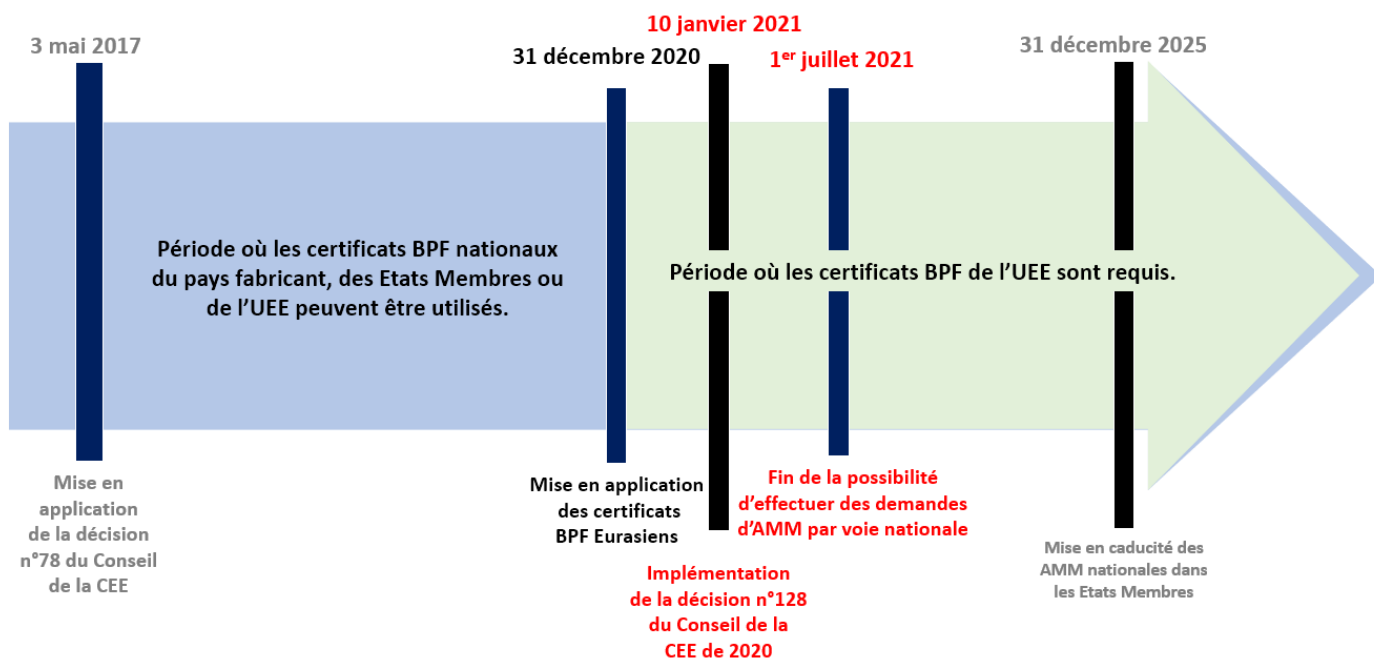 3 mai 2017
31 décembre 2020
10 janvier 2021
1er juillet 2021
31 décembre 2025
Période où les certificats BPF nationaux
du pays fabricant, des Etats Membres ou
de l’UEE peuvent être utilisés.
Période où les certificats BPF de l’UEE sont requis.
Mise en
application
de la décision
n°78 du Conseil
de la CEE
Mise en application
des certificats
BPF Eurasiens
Implémentation
de la décision n°128
du Conseil de la
CEE de 2020
Fin de la possibilité
d’effectuer des demandes
d’AMM par voie nationale
Mise en caducité des
AMM nationales dans
les Etats Membres